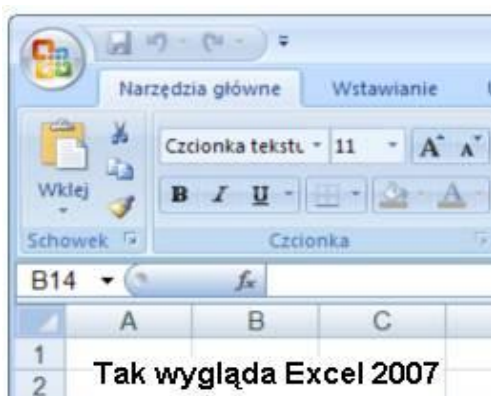 Narzędzia główne Wstawianie
Czcionka tekstu 11 A A
Wklej
B I U A
Schowek Czcionka
B14 fx
A B C
1
Tak wygląda Excel 2007
2